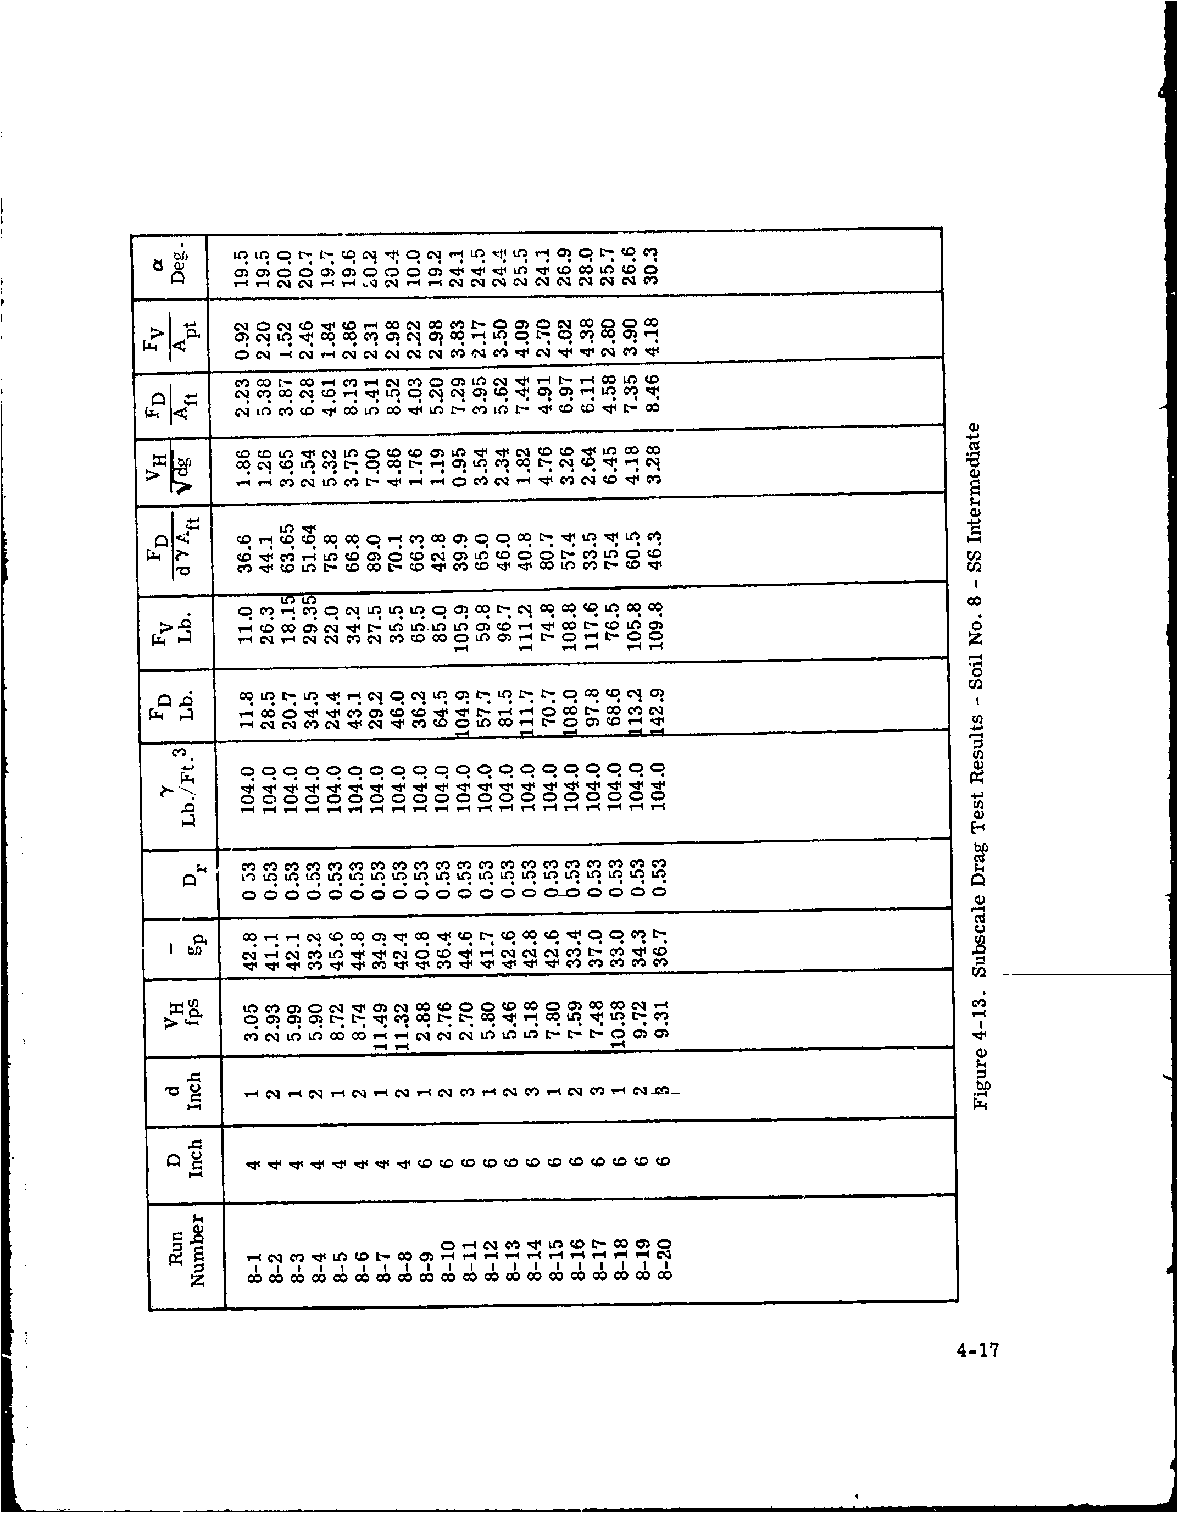 Run Number D Inch d Inch V_H fps - gp D_r γ Lb./Ft.³ F_D Lb. F_V Lb. F_D/dγA_ft V_H/√dg F_D/A_ft F_V/A_pt α Deg.
8-1 4 1 3.05 42.8 0 53 104.0 11.8 11.0 36.6 1.86 2.23 0.92 19.5
8-2 4 2 2.93 41.1 0.53 104.0 28.5 26.3 44.1 1.26 5.38 2.20 19.5
8-3 4 1 5.99 42.1 0.53 104.0 20.7 18.15 63.65 3.65 3.87 1.52 20.0
8-4 4 2 5.90 33.2 0.53 104.0 34.5 29.35 51.64 2.54 6.28 2.46 20.7
8-5 4 1 8.72 45.6 0.53 104.0 24.4 22.0 75.8 5.32 4.61 1.84 19.7
8-6 4 2 8.74 44.8 0.53 104.0 43.1 34.2 66.8 3.75 8.13 2.86 19.6
8-7 4 1 11.49 34.9 0.53 104.0 29.2 27.5 89.0 7.00 5.41 2.31 20.2
8-8 4 2 11.32 42.4 0.53 104.0 46.0 35.5 70.1 4.86 8.52 2.98 20.4
8-9 6 1 2.88 40.8 0.53 104.0 36.2 65.5 66.3 1.76 4.03 2.22 10.0
8-10 6 2 2.76 36.4 0.53 104.0 64.5 85.0 42.8 1.19 5.20 2.98 19.2
8-11 6 3 2.70 44.6 0.53 104.0 104.9 105.9 39.9 0.95 7.29 3.83 24.1
8-12 6 1 5.80 41.7 0.53 104.0 57.7 59.8 65.0 3.54 3.95 2.17 24.5
8-13 6 2 5.46 42.6 0.53 104.0 81.5 96.7 46.0 2.34 5.62 3.50 24.4
8-14 6 3 5.18 42.8 0.53 104.0 111.7 111.2 40.8 1.82 7.44 4.09 25.5
8-15 6 1 7.80 42.6 0.53 104.0 70.7 74.8 80.7 4.76 4.91 2.70 24.1
8-16 6 2 7.59 33.4 0.53 104.0 108.0 108.8 57.4 3.26 6.97 4.02 26.9
8-17 6 3 7.48 37.0 0.53 104.0 97.8 117.6 33.5 2.64 6.11 4.38 28.0
8-18 6 1 10.58 33.0 0.53 104.0 68.6 76.5 75.4 6.45 4.58 2.80 25.7
8-19 6 2 9.72 34.3 0.53 104.0 113.2 105.8 60.5 4.18 7.35 3.90 26.6
8-20 6 3 9.31 36.7 0.53 104.0 142.9 109.8 46.3 3.28 8.46 4.18 30.3
Figure 4-13. Subscale Drag Test Results - Soil No. 8 - SS Intermediate
4-17